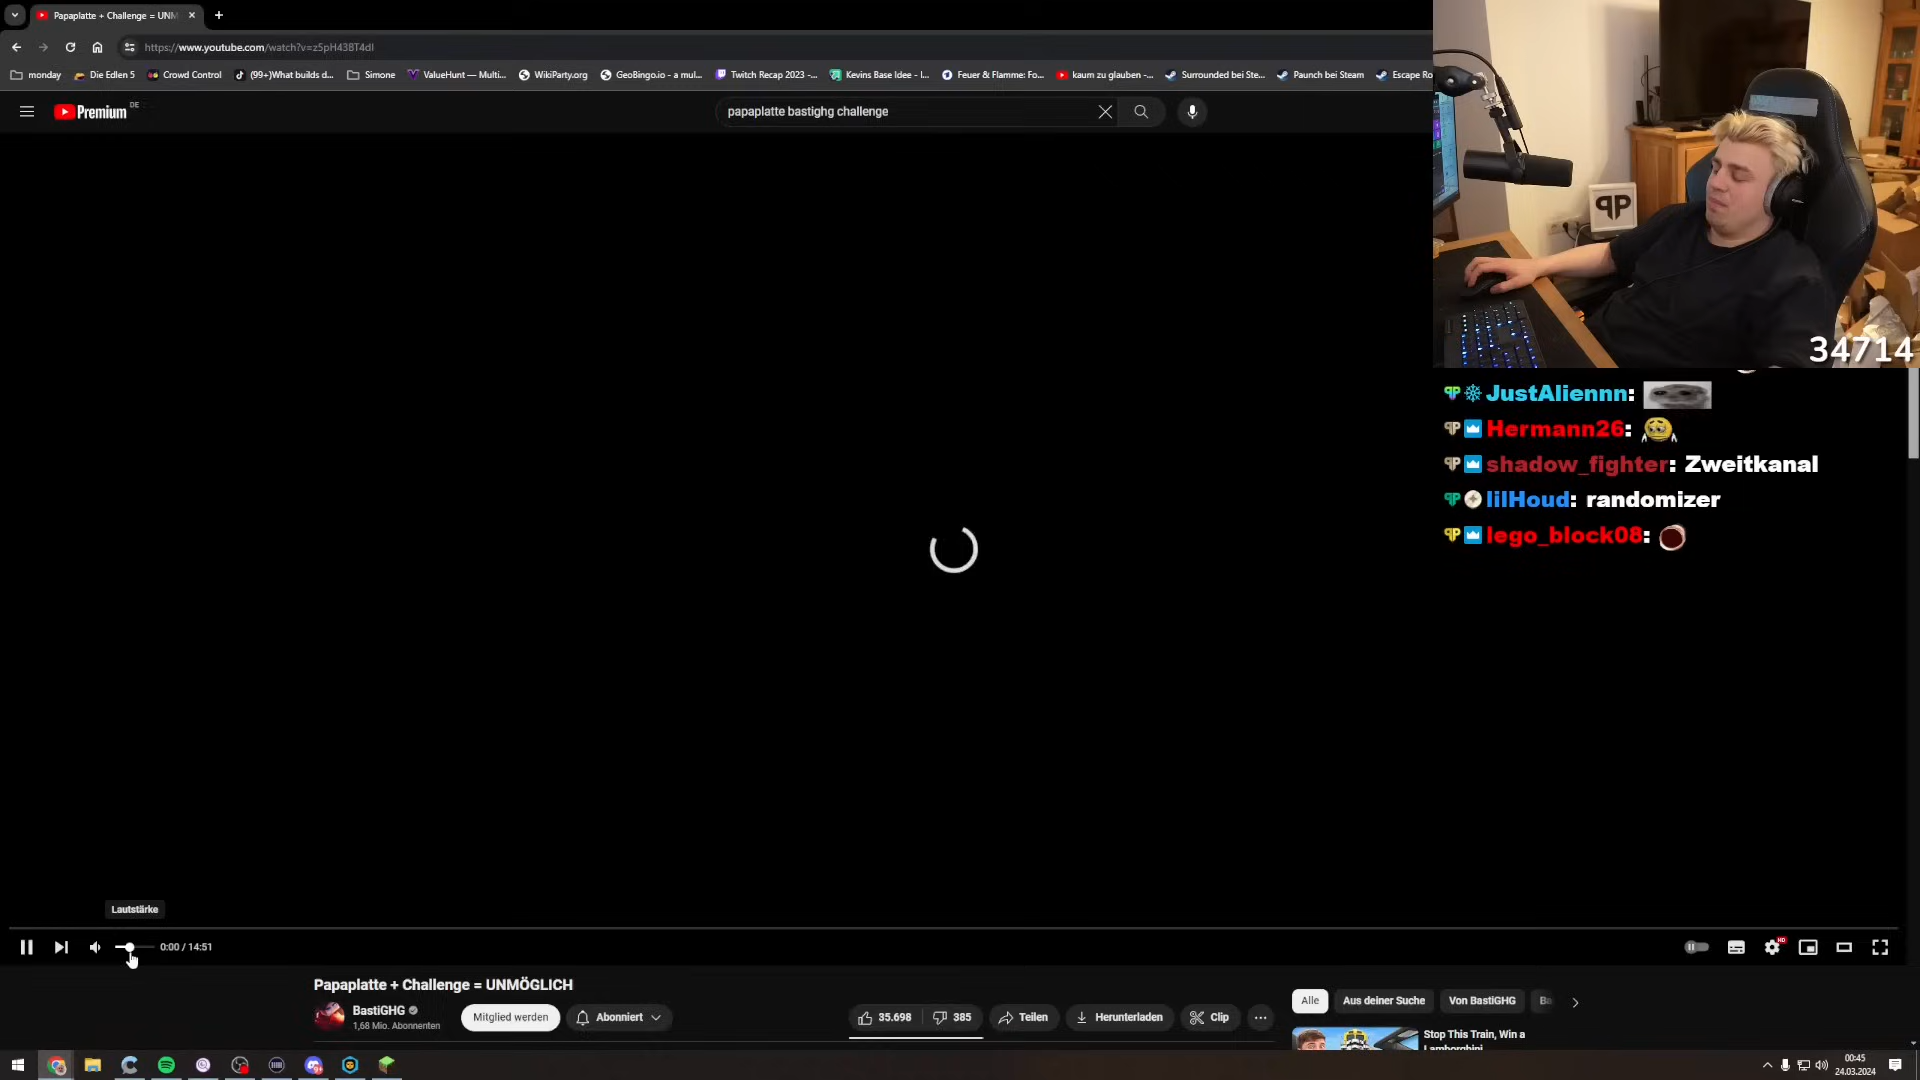 Papaplatte + Challenge = UNM
https://www.youtube.com/watch?v=z5pH438T4dI
monday
Die Edlen 5
Crowd Control
(99+)What builds d...
Simone
ValueHunt — Multi...
WikiParty.org
GeoBingo.io - a mul...
Twitch Recap 2023 -...
Kevins Base Idee - I...
Feuer & Flamme: Fo...
kaum zu glauben -...
Surrounded bei Ste...
Paunch bei Steam
Escape Ro
Premium DE
papaplatte bastighg challenge
34714
JustAliennn:
Hermann26:
shadow_fighter: Zweitkanal
lilHoud: randomizer
lego_block08:
Lautstärke
0:00 / 14:51
HD
Papaplatte + Challenge = UNMÖGLICH
BastiGHG
1,68 Mio. Abonnenten
Mitglied werden
Abonniert
35.698
385
Teilen
Herunterladen
Clip
Alle
Aus deiner Suche
Von BastiGHG
Ba
Stop This Train, Win a
Lamborghini
00:45
24.03.2024